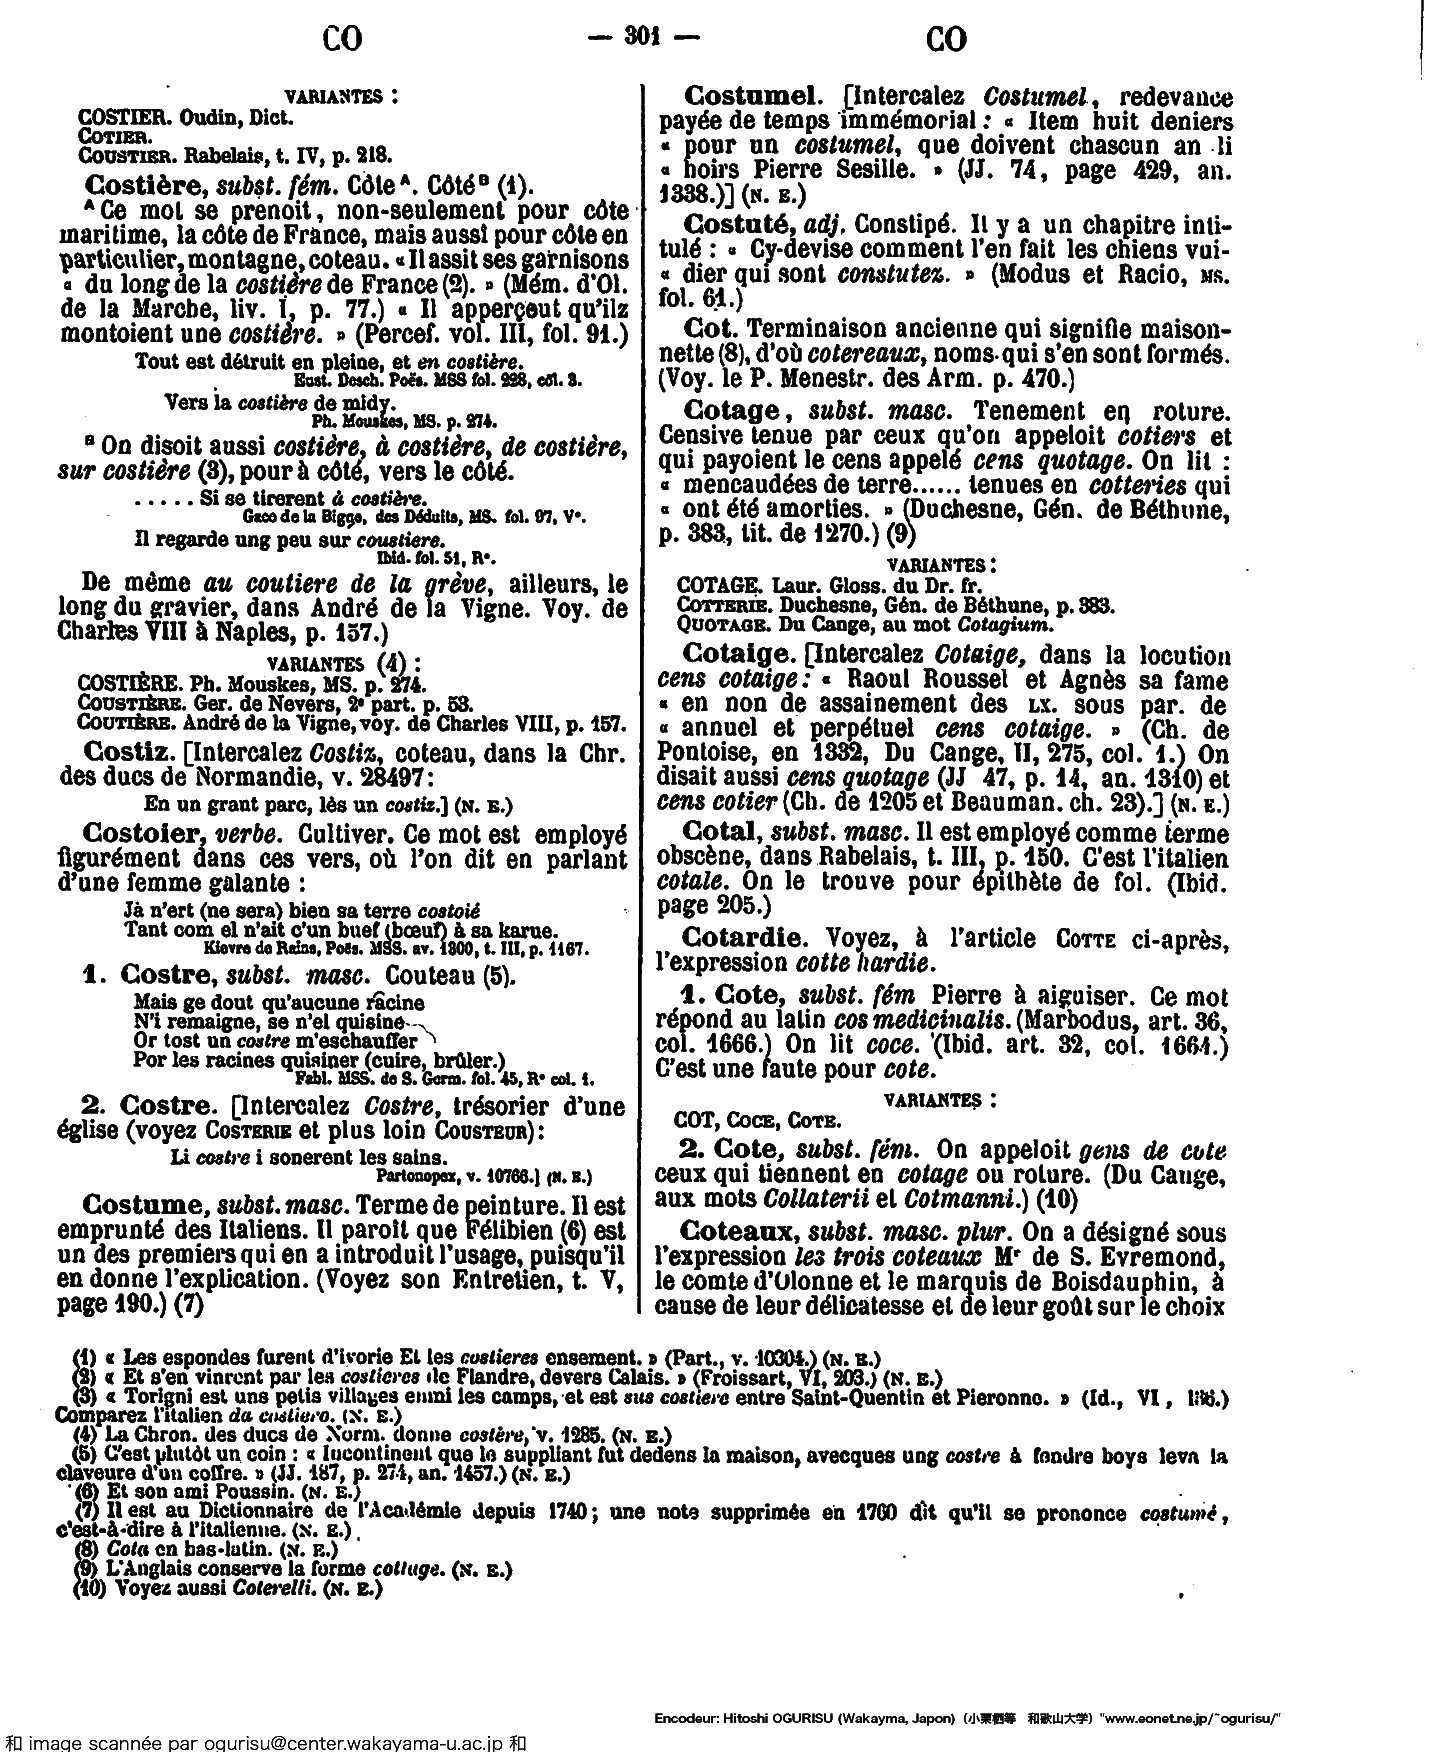 CO — 301 — CO
VARIANTES :
COSTIER. Oudin, Dict.
COTIER.
COUSTIER. Rabelais, t. IV, p. 218.
Costière, subst. fém. Côte A. Côté B (1).
A Ce mot se prenoit, non-seulement pour côte
maritime, la côte de France, mais aussi pour côte en
particulier, montagne, coteau. « Il assit ses garnisons
« du long de la costière de France (2). » (Mém. d'Ol.
de la Marche, liv. I, p. 77.) « Il apperçeut qu'ilz
montoient une costière. » (Percef. vol. III, fol. 91.)
Tout est détruit en pleine, et en costière.
Eust. Desch. Poës. MSS fol. 228, col. 3.
Vers la costière de midy.
Ph. Mouskes, MS. p. 274.
B On disoit aussi costière, à costière, de costière,
sur costière (3), pour à côté, vers le côté.
..... Si se tirerent à costière.
Gace de la Bigne, des Déduits, MS. fol. 97, V°.
Il regarde ung peu sur coustiere.
Ibid. fol. 51, R°.
De même au coutiere de la grève, ailleurs, le
long du gravier, dans André de la Vigne. Voy. de
Charles VIII à Naples, p. 157.)
VARIANTES (4) :
COSTIÈRE. Ph. Mouskes, MS. p. 274.
COUSTIÈRE. Ger. de Nevers, 2e part. p. 53.
COUTIÈRE. André de la Vigne, voy. de Charles VIII, p. 157.
Costiz. [Intercalez Costiz, coteau, dans la Chr.
des ducs de Normandie, v. 28497 :
En un grant parc, lès un costiz.] (N. E.)
Costoier, verbe. Cultiver. Ce mot est employé
figurément dans ces vers, où l'on dit en parlant
d'une femme galante :
Jà n'ert (ne sera) bien sa terre costoié
Tant com el n'ait c'un buef (bœuf) à sa karue.
Kievre de Rains, Poës. MSS. av. 1300, t. III, p. 1167.
1. Costre, subst. masc. Couteau (5).
Mais ge dout qu'aucune racine
N'i remaigne, se n'el quisine
Or tost un costre m'eschauffer
Por les racines quisiner (cuire, brûler.)
Fabl. MSS. de S. Germ. fol. 45, R° col. 1.
2. Costre. [Intercalez Costre, trésorier d'une
église (voyez COSTERIE et plus loin COUSTEUR) :
Li costre i sonerent les sains.
Partonopex, v. 10766.] (N. E.)
Costume, subst. masc. Terme de peinture. Il est
emprunté des Italiens. Il paroit que Félibien (6) est
un des premiers qui en a introduit l'usage, puisqu'il
en donne l'explication. (Voyez son Entretien, t. V,
page 190.) (7)
Costumel. [Intercalez Costumel, redevance
payée de temps immémorial : « Item huit deniers
« pour un costumel, que doivent chascun an li
« hoirs Pierre Sesille. » (JJ. 74, page 429, an.
1338.)] (N. E.)
Costuté, adj. Constipé. Il y a un chapitre inti-
tulé : « Cy-devise comment l'en fait les chiens vui-
« dier qui sont constutez. » (Modus et Racio, MS.
fol. 61.)
Cot. Terminaison ancienne qui signifie maison-
nette (8), d'où cotereaux, noms qui s'en sont formés.
(Voy. le P. Menestr. des Arm. p. 470.)
Cotage, subst. masc. Tenement en roture.
Censive tenue par ceux qu'on appeloit cotiers et
qui payoient le cens appelé cens quotage. On lit :
« mencaudées de terre...... tenues en cotteries qui
« ont été amorties. » (Duchesne, Gén. de Béthune,
p. 383, tit. de 1270.) (9)
VARIANTES :
COTAGE. Laur. Gloss. du Dr. fr.
COTTERIE. Duchesne, Gén. de Béthune, p. 383.
QUOTAGE. Du Cange, au mot Cotagium.
Cotaige. [Intercalez Cotaige, dans la locution
cens cotaige : « Raoul Roussel et Agnès sa fame
« en non de assainement des LX. sous par. de
« annuel et perpétuel cens cotaige. » (Ch. de
Pontoise, en 1332, Du Cange, II, 275, col. 1.) On
disait aussi cens quotage (JJ 47, p. 14, an. 1310) et
cens cotier (Ch. de 1205 et Beauman. ch. 23).] (N. E.)
Cotal, subst. masc. Il est employé comme terme
obscène, dans Rabelais, t. III, p. 150. C'est l'italien
cotale. On le trouve pour épithète de fol. (Ibid.
page 205.)
Cotardie. Voyez, à l'article COTTE ci-après,
l'expression cotte hardie.
1. Cote, subst. fém Pierre à aiguiser. Ce mot
répond au latin cos medicinalis. (Marbodus, art. 36,
col. 1666.) On lit coce. (Ibid. art. 32, col. 1661.)
C'est une faute pour cote.
VARIANTES :
COT, COCE, COTE.
2. Cote, subst. fém. On appeloit gens de cote
ceux qui tiennent en cotage ou roture. (Du Cange,
aux mots Collaterii et Cotmanni.) (10)
Coteaux, subst. masc. plur. On a désigné sous
l'expression les trois coteaux Mr de S. Evremond,
le comte d'Olonne et le marquis de Boisdauphin, à
cause de leur délicatesse et de leur goût sur le choix
(1) « Les espondes furent d'ivorie Et les costieres ensement. » (Part., v. 10304.) (N. E.)
(2) « Et s'en vinrent par les costieres de Flandre, devers Calais. » (Froissart, VI, 203.) (N. E.)
(3) « Torigni est uns petis villages enmi les camps, et est sus costiere entre Saint-Quentin et Pieronne. » (Id., VI,
Comparez l'italien da costiero. (N. E.)
(4) La Chron. des ducs de Norm. donne costère, v. 1285. (N. E.)
(5) C'est plutôt un coin : « Incontinent que le suppliant fut dedens la maison, avecques ung costre à fendre boys leva la
claveure d'un coffre. » (JJ. 187, p. 274, an. 1457.) (N. E.)
(6) Et son ami Poussin. (N. E.)
(7) Il est au Dictionnaire de l'Académie depuis 1740 ; une note supprimée en 1760 dit qu'il se prononce costumé,
c'est-à-dire à l'italienne. (N. E.)
(8) Cota en bas-latin. (N. E.)
(9) L'Anglais conserve la forme cottage. (N. E.)
(10) Voyez aussi Coterelli. (N. E.)
Encodeur: Hitoshi OGURISU (Wakayma, Japon) (小栗栖等 和歌山大学) "www.eonet.ne.jp/~ogurisu/"
和 image scannée par ogurisu@center.wakayama-u.ac.jp 和